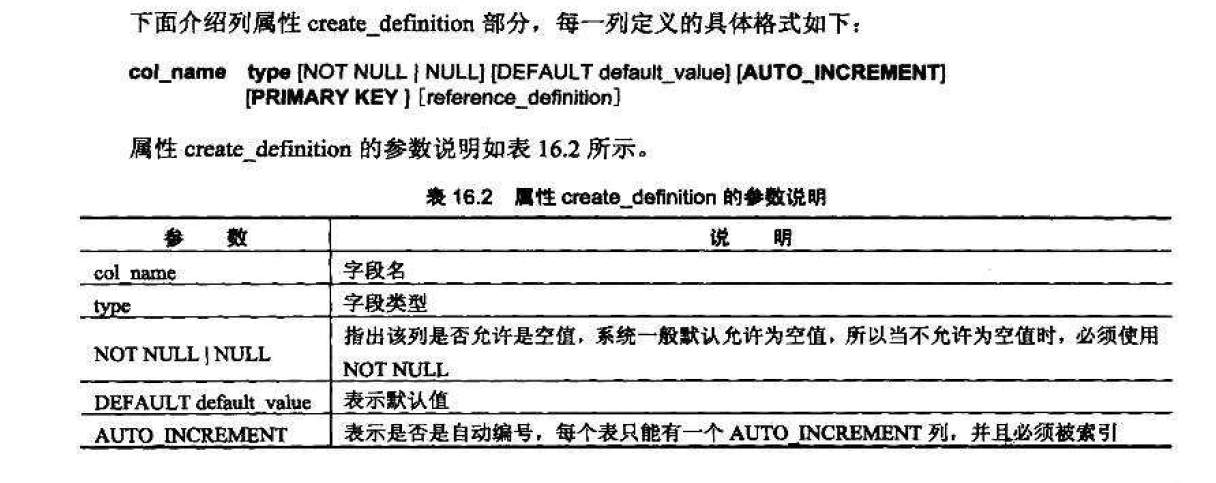 下面介绍列属性 create_definition 部分，每一列定义的具体格式如下：
col_name type [NOT NULL | NULL] [DEFAULT default_value] [AUTO_INCREMENT]
[PRIMARY KEY ] [reference_definition]
属性 create_definition 的参数说明如表 16.2 所示。
表 16.2 属性 create_definition 的参数说明
参 数 说 明
col_name 字段名
type 字段类型
NOT NULL | NULL 指出该列是否允许是空值，系统一般默认允许为空值，所以当不允许为空值时，必须使用
NOT NULL
DEFAULT default_value 表示默认值
AUTO_INCREMENT 表示是否是自动编号，每个表只能有一个 AUTO_INCREMENT 列，并且必须被索引